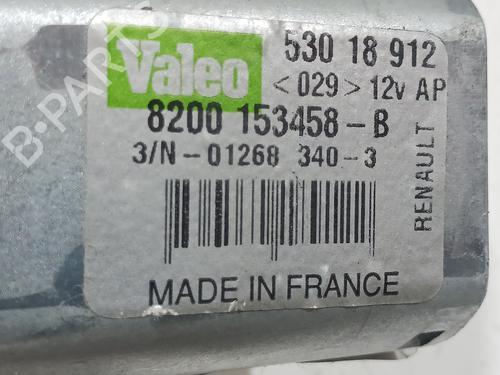 Valeo
530 18 912
<029> 12v AP
8200 153458-B
3/N-01268 340-3
RENAULT
MADE IN FRANCE
B-PARTS